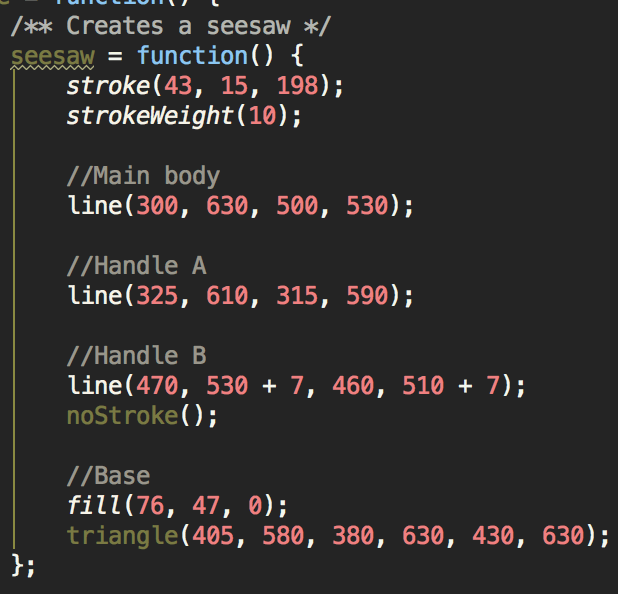 = function() {
/** Creates a seesaw */
seesaw = function() {
    stroke(43, 15, 198);
    strokeWeight(10);

    //Main body
    line(300, 630, 500, 530);

    //Handle A
    line(325, 610, 315, 590);

    //Handle B
    line(470, 530 + 7, 460, 510 + 7);
    noStroke();

    //Base
    fill(76, 47, 0);
    triangle(405, 580, 380, 630, 430, 630);
};